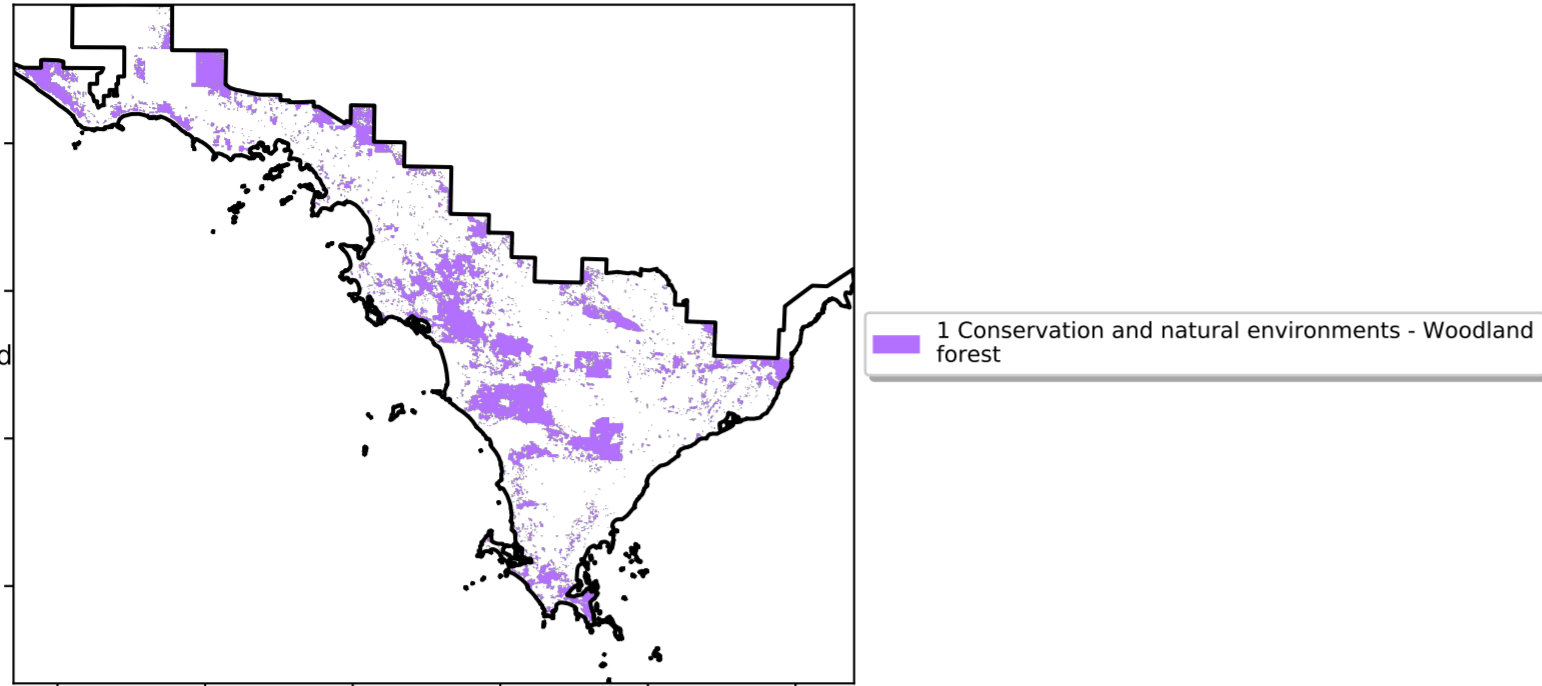 d
1 Conservation and natural environments - Woodland
forest